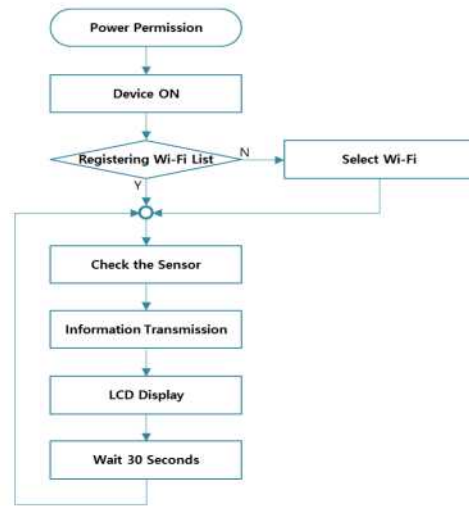 Power Permission
Device ON
Registering Wi-Fi List
N
Select Wi-Fi
Y
Check the Sensor
Information Transmission
LCD Display
Wait 30 Seconds